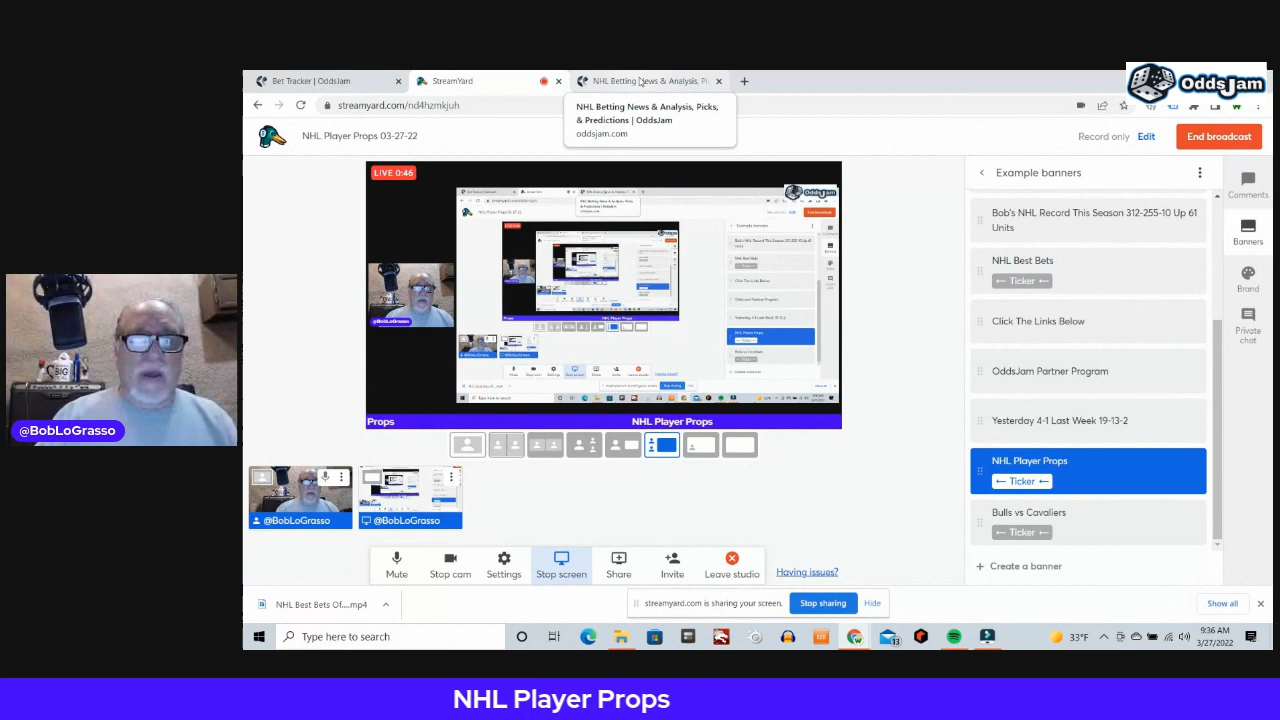 Bet Tracker | OddsJam
StreamYard
NHL Betting News & Analysis, Pi
OddsJam
streamyard.com/nd4hzmkjuh
NHL Betting News & Analysis, Picks,
& Predictions | OddsJam
oddsjam.com
NHL Player Props 03-27-22
Record only
Edit
End broadcast
LIVE 0:46
Example banners
Comments
Bob's NHL Record This Season 312-255-10 Up 61
Units
Banners
NHL Best Bets
← Ticker ←
Brand
Click The Links Below
Private
chat
OddsJam Partner Program
Yesterday 4-1 Last Week 19-13-2
Props
NHL Player Props
@BobLoGrasso
NHL Player Props
← Ticker ←
Bulls vs Cavaliers
← Ticker ←
@BobLoGrasso
@BobLoGrasso
Mute
Stop cam
Settings
Stop screen
Share
Invite
Leave studio
Having issues?
+ Create a banner
NHL Best Bets Of....mp4
streamyard.com is sharing your screen.
Stop sharing
Hide
Show all
Type here to search
13
33°F
9:36 AM
3/27/2022
NHL Player Props